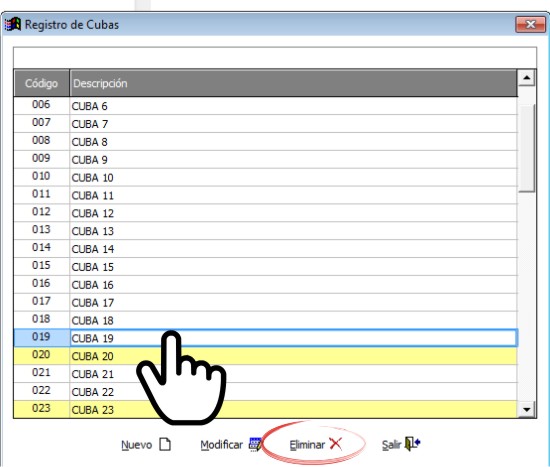 Registro de Cubas
Código Descripción
006 CUBA 6
007 CUBA 7
008 CUBA 8
009 CUBA 9
010 CUBA 10
011 CUBA 11
012 CUBA 12
013 CUBA 13
014 CUBA 14
015 CUBA 15
016 CUBA 16
017 CUBA 17
018 CUBA 18
019 CUBA 19
020 CUBA 20
021 CUBA 21
022 CUBA 22
023 CUBA 23
Nuevo Modificar Eliminar Salir